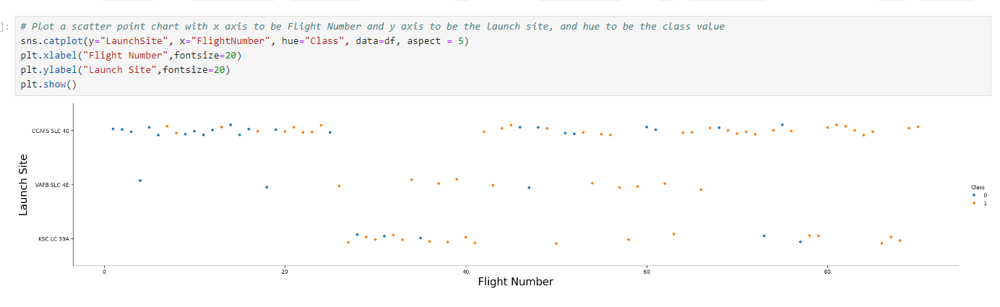 ]:
# Plot a scatter point chart with x axis to be Flight Number and y axis to be the launch site, and hue to be the class value
sns.catplot(y="LaunchSite", x="FlightNumber", hue="Class", data=df, aspect = 5)
plt.xlabel("Flight Number",fontsize=20)
plt.ylabel("Launch Site",fontsize=20)
plt.show()
CCAFS SLC 40
VAFB SLC 4E
KSC LC 39A
Launch Site
0 20 40 60 80
Flight Number
Class
0
1